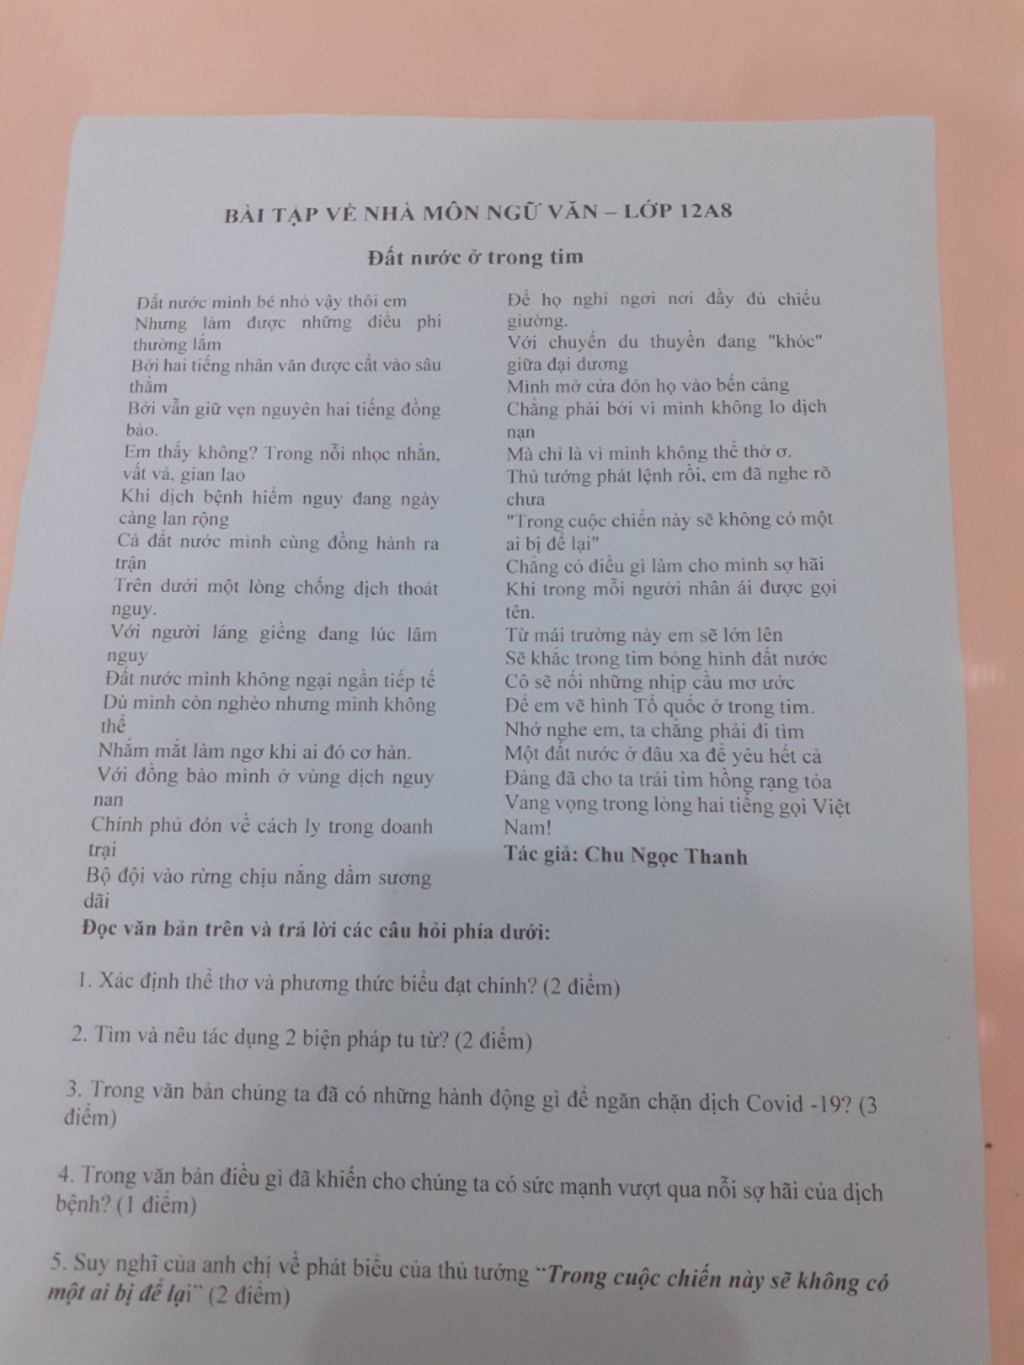 BÀI TẬP VỀ NHÀ MÔN NGỮ VĂN – LỚP 12A8
Đất nước ở trong tim
Đất nước mình bé nhỏ vậy thôi em
Nhưng làm được những điều phi
thường lắm
Bởi hai tiếng nhân văn được cất vào sâu
thẳm
Bởi vẫn giữ vẹn nguyên hai tiếng đồng
bào.
Em thấy không? Trong nỗi nhọc nhằn,
vất vả, gian lao
Khi dịch bệnh hiểm nguy đang ngày
càng lan rộng
Cả đất nước mình cùng đồng hành ra
trận
Trên dưới một lòng chống dịch thoát
nguy.
Với người láng giềng đang lúc lâm
nguy
Đất nước mình không ngại ngần tiếp tế
Dù mình còn nghèo nhưng mình không
thể
Nhắm mắt làm ngơ khi ai đó cơ hàn.
Với đồng bào mình ở vùng dịch nguy
nan
Chính phủ đón về cách ly trong doanh
trại
Bộ đội vào rừng chịu nắng dầm sương
dãi
Để họ nghỉ ngơi nơi đầy đủ chiếu
giường.
Với chuyến du thuyền đang "khóc"
giữa đại dương
Mình mở cửa đón họ vào bến cảng
Chẳng phải bởi vì mình không lo dịch
nạn
Mà chỉ là vì mình không thể thờ ơ.
Thủ tướng phát lệnh rồi, em đã nghe rõ
chưa
"Trong cuộc chiến này sẽ không có một
ai bị để lại"
Chẳng có điều gì làm cho mình sợ hãi
Khi trong mỗi người nhân ái được gọi
tên.
Từ mái trường này em sẽ lớn lên
Sẽ khắc trong tim bóng hình đất nước
Cô sẽ nối những nhịp cầu mơ ước
Để em vẽ hình Tổ quốc ở trong tim.
Nhớ nghe em, ta chẳng phải đi tìm
Một đất nước ở đâu xa để yêu hết cả
Đảng đã cho ta trái tim hồng rạng tỏa
Vang vọng trong lòng hai tiếng gọi Việt
Nam!
Tác giả: Chu Ngọc Thanh
Đọc văn bản trên và trả lời các câu hỏi phía dưới:
1. Xác định thể thơ và phương thức biểu đạt chính? (2 điểm)
2. Tìm và nêu tác dụng 2 biện pháp tu từ? (2 điểm)
3. Trong văn bản chúng ta đã có những hành động gì để ngăn chặn dịch Covid -19? (3
điểm)
4. Trong văn bản điều gì đã khiến cho chúng ta có sức mạnh vượt qua nỗi sợ hãi của dịch
bệnh? (1 điểm)
5. Suy nghĩ của anh chị về phát biểu của thủ tướng "Trong cuộc chiến này sẽ không có
một ai bị để lại" (2 điểm)